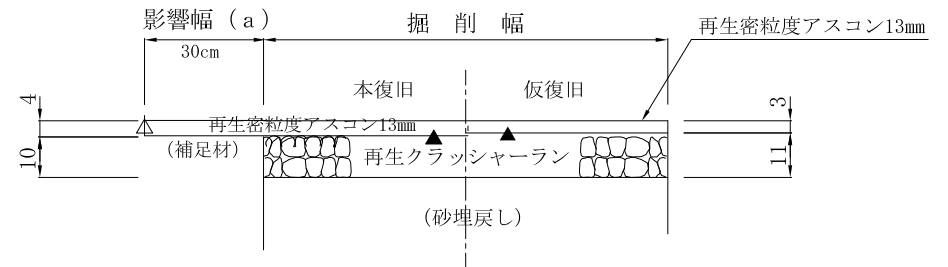 影響幅（a）
掘 削 幅
再生密粒度アスコン13mm
30cm
本復旧
仮復旧
4
3
再生密粒度アスコン13mm
(補足材)
再生クラッシャーラン
10
11
(砂埋戻し)